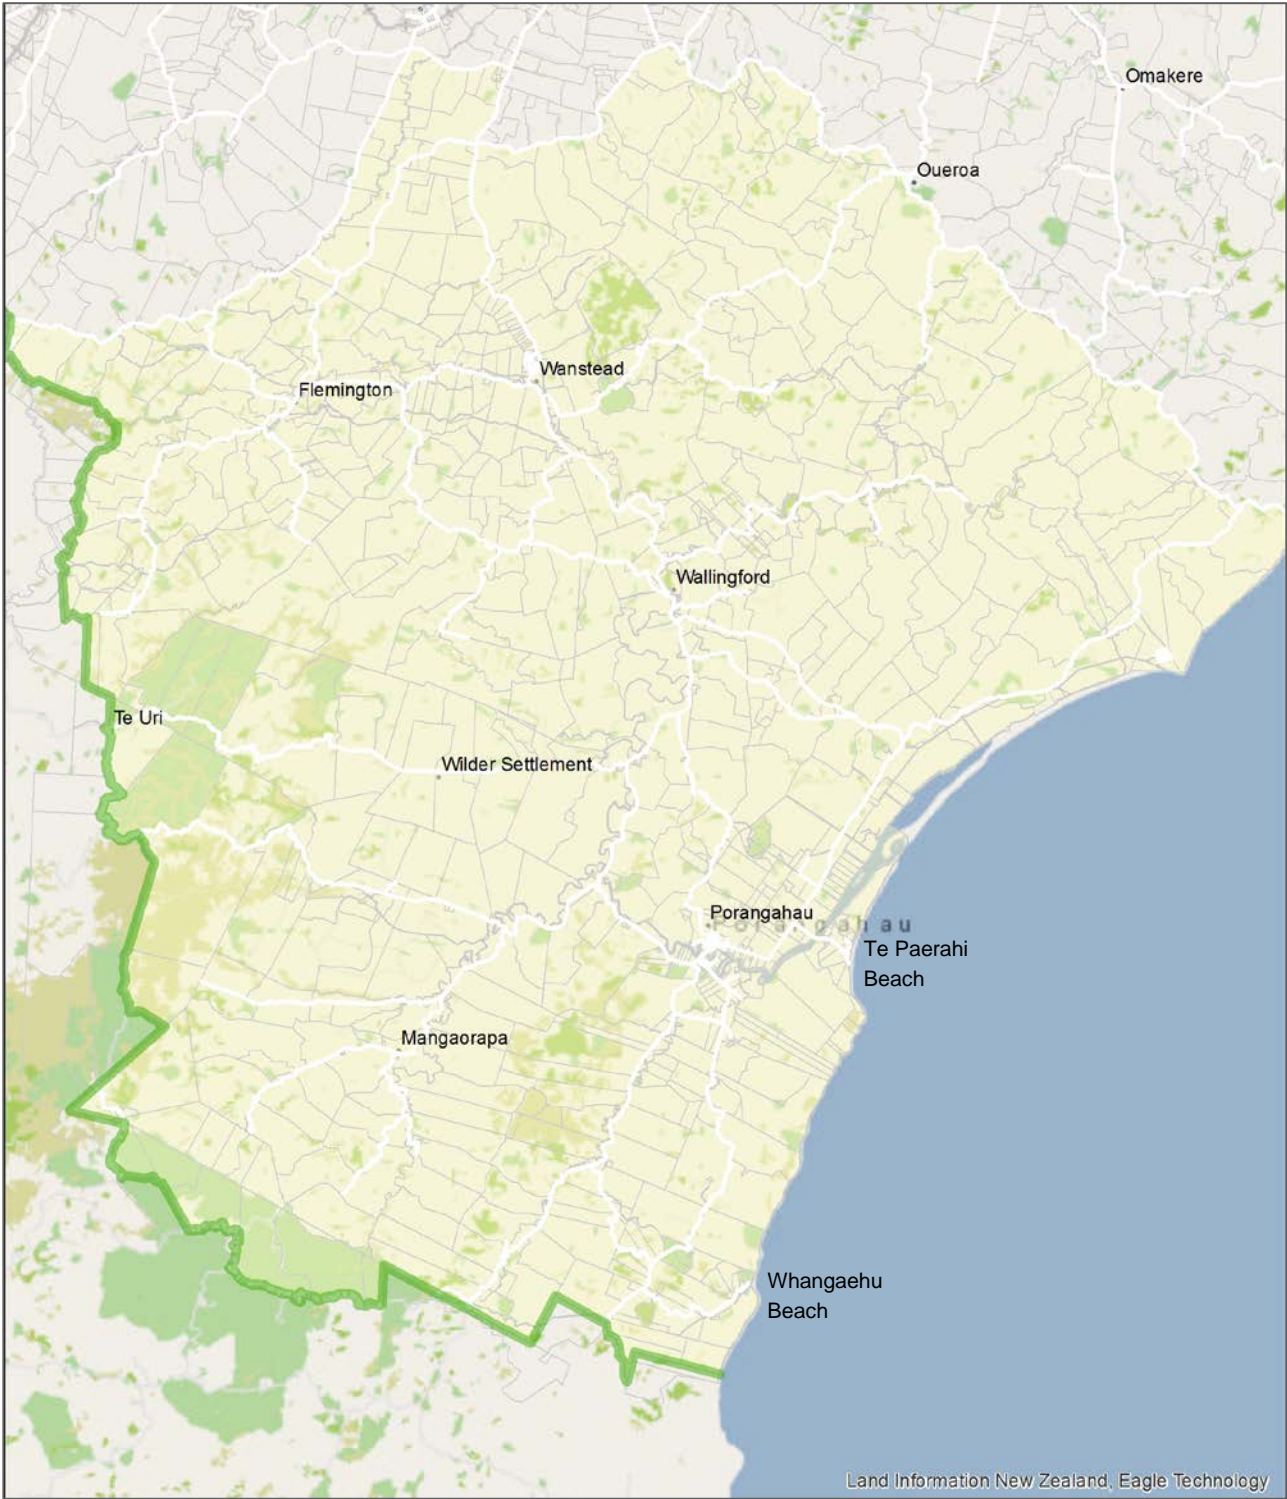 Omakere
Oueroa
Wanstead
Flemington
Wallingford
Te Uri
Wilder Settlement
Porangahau
Porangahau
Te Paerahi
Beach
Mangaorapa
Whangaehu
Beach
Land Information New Zealand, Eagle Technology